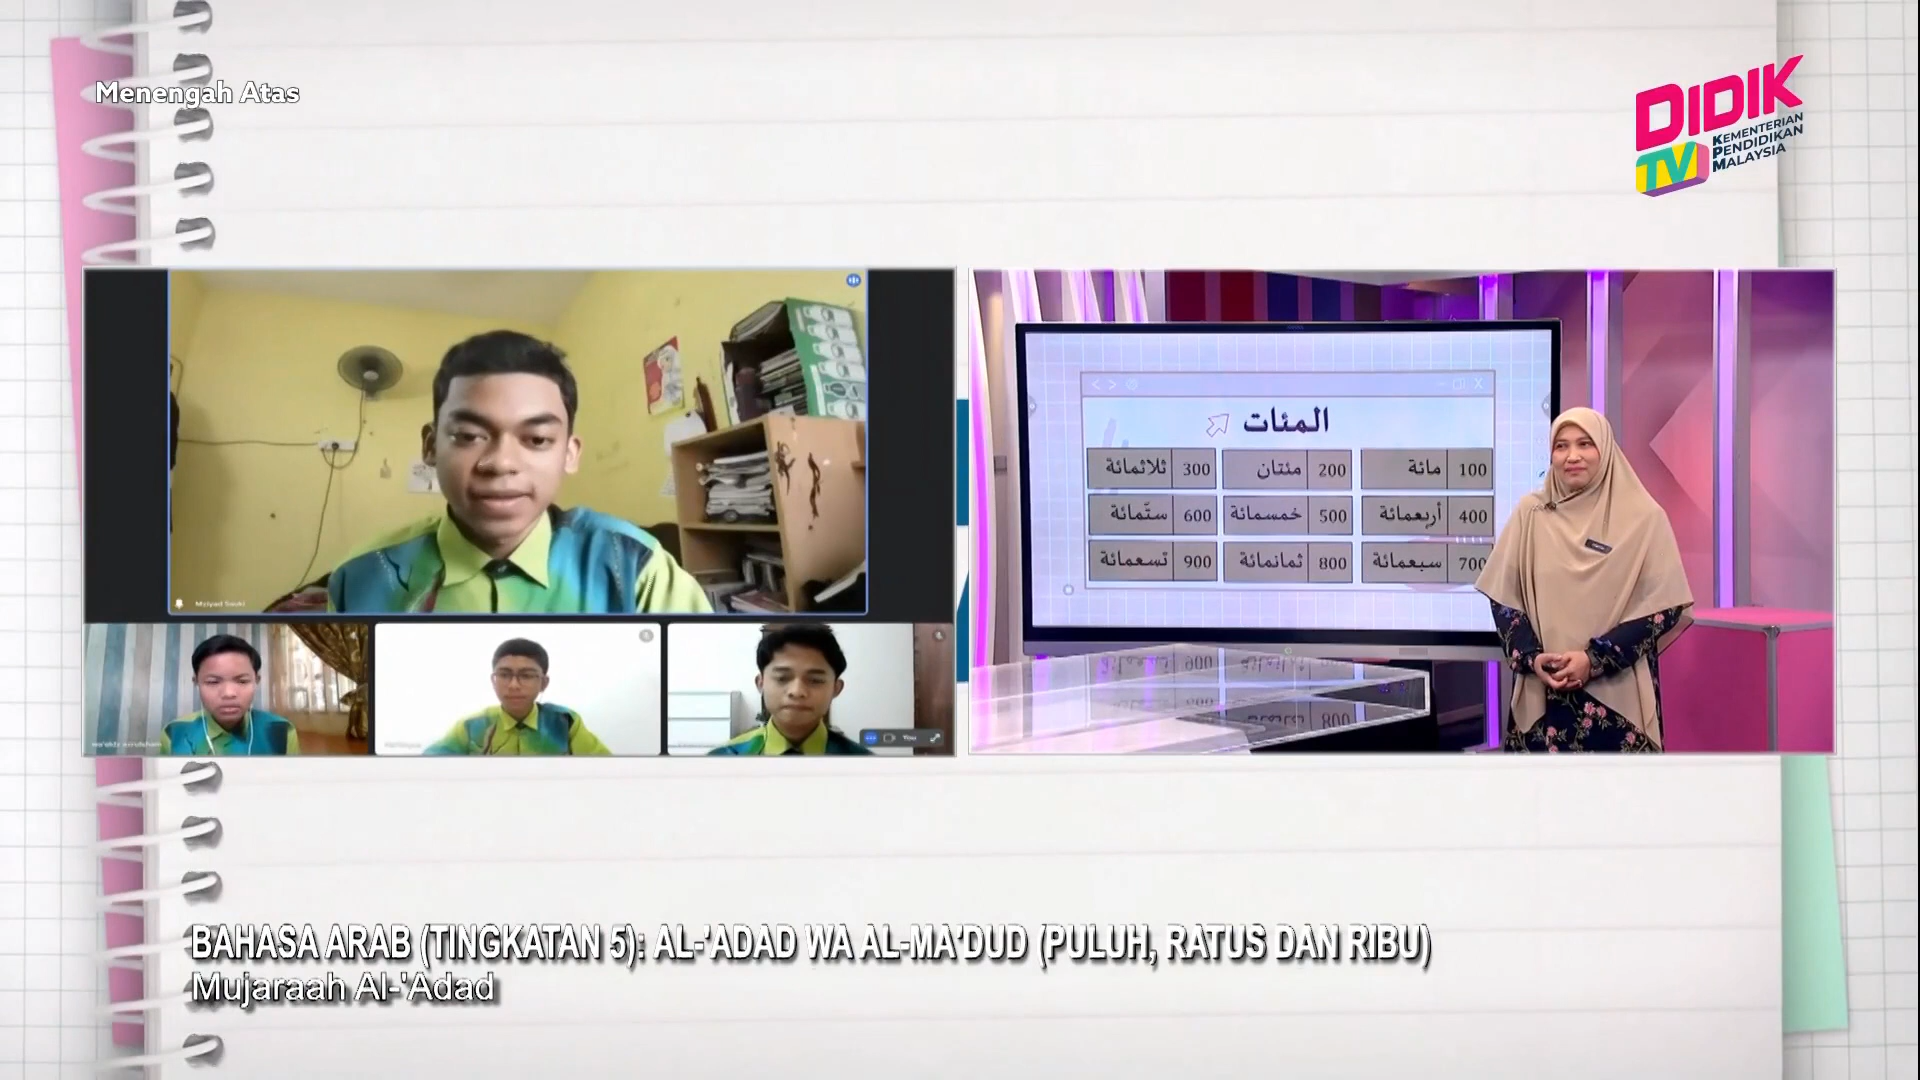 Menengah Atas
DIDIK
TV
KEMENTERIAN
PENDIDIKAN
MALAYSIA
المئات
100 مائة
200 مئتان
300 ثلاثمائة
400 أربعمائة
500 خمسمائة
600 ستّمائة
700 سبعمائة
800 ثمانمائة
900 تسعمائة
You
BAHASA ARAB (TINGKATAN 5): AL-'ADAD WA AL-MA'DUD (PULUH, RATUS DAN RIBU)
Mujaraah Al-'Adad